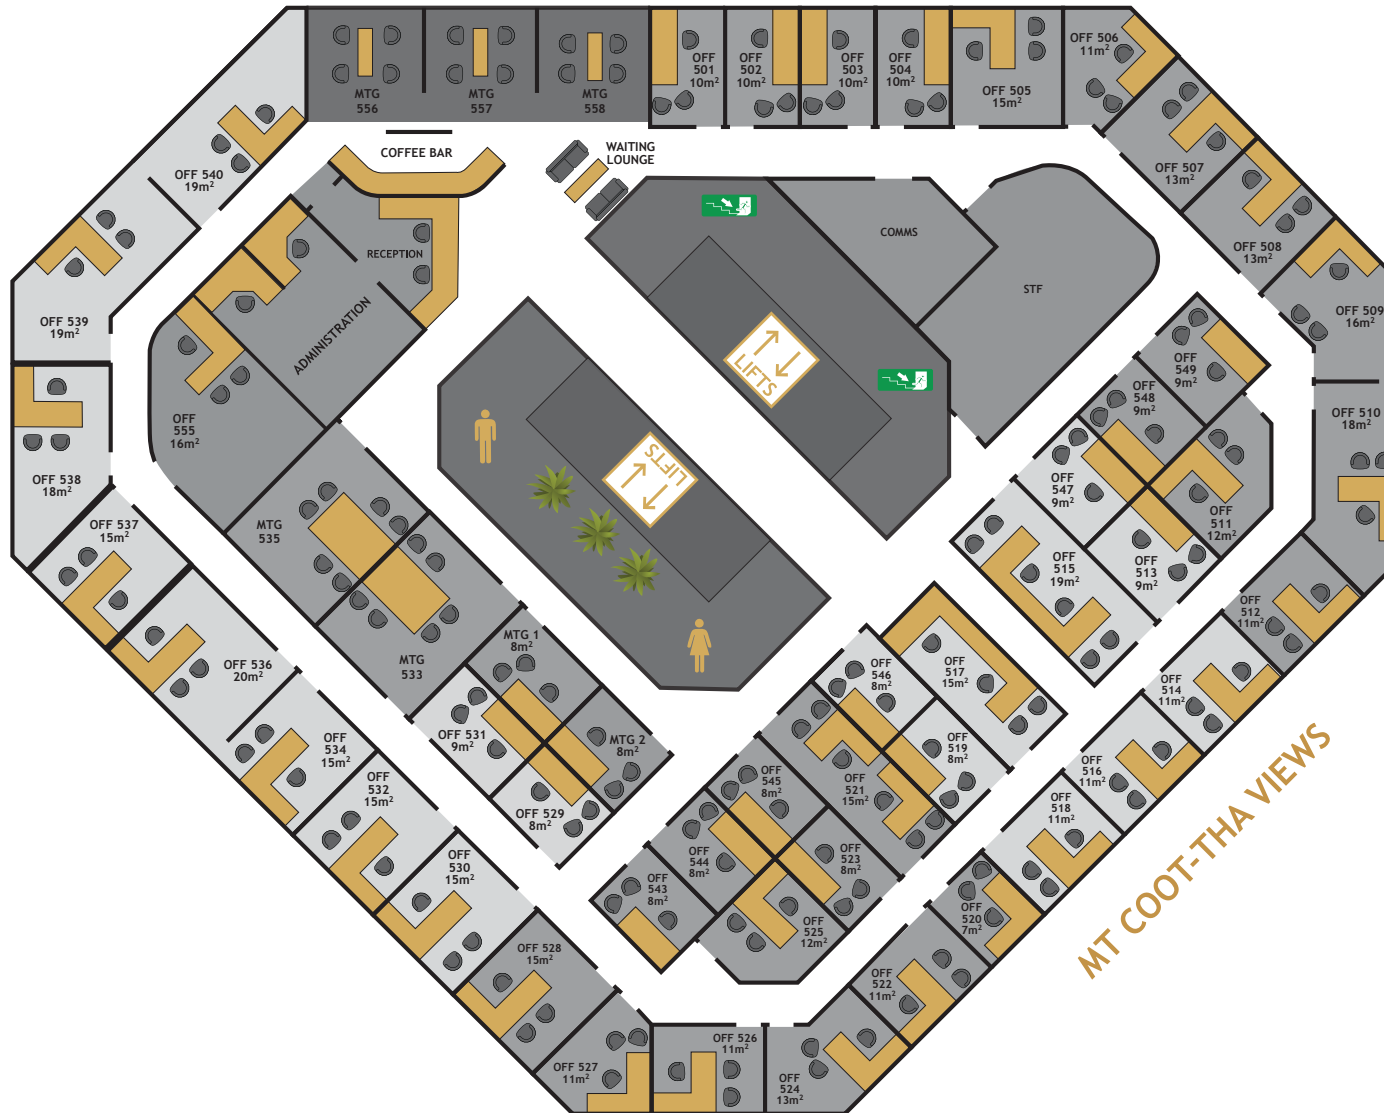 MTG
556
MTG
557
MTG
558
OFF
501
10m²
OFF
502
10m²
OFF
503
10m²
OFF
504
10m²
OFF 505
15m²
OFF 506
11m²
COFFEE BAR
WAITING
LOUNGE
OFF 540
19m²
OFF 507
13m²
OFF 508
13m²
COMMS
RECEPTION
STF
OFF 539
19m²
ADMINISTRATION
LIFTS
OFF 509
16m²
OFF
549
9m²
OFF
548
9m²
OFF 510
18m²
OFF
555
16m²
LIFTS
OFF 538
18m²
OFF
547
9m²
OFF 537
15m²
MTG
535
OFF
511
12m²
OFF
515
19m²
OFF
513
9m²
OFF
512
11m²
MTG 1
8m²
OFF 536
20m²
MTG
533
OFF
546
8m²
OFF
517
15m²
OFF
514
11m²
OFF 531
9m²
MTG 2
8m²
OFF
534
15m²
OFF
519
8m²
OFF
516
11m²
OFF
532
15m²
OFF
545
8m²
OFF
521
15m²
OFF
518
11m²
MT COOT-THA VIEWS
OFF 529
8m²
OFF
530
15m²
OFF
544
8m²
OFF
523
8m²
OFF
543
8m²
OFF
525
12m²
OFF
520
7m²
OFF 528
15m²
OFF
522
11m²
OFF 526
11m²
OFF 527
11m²
OFF
524
13m²